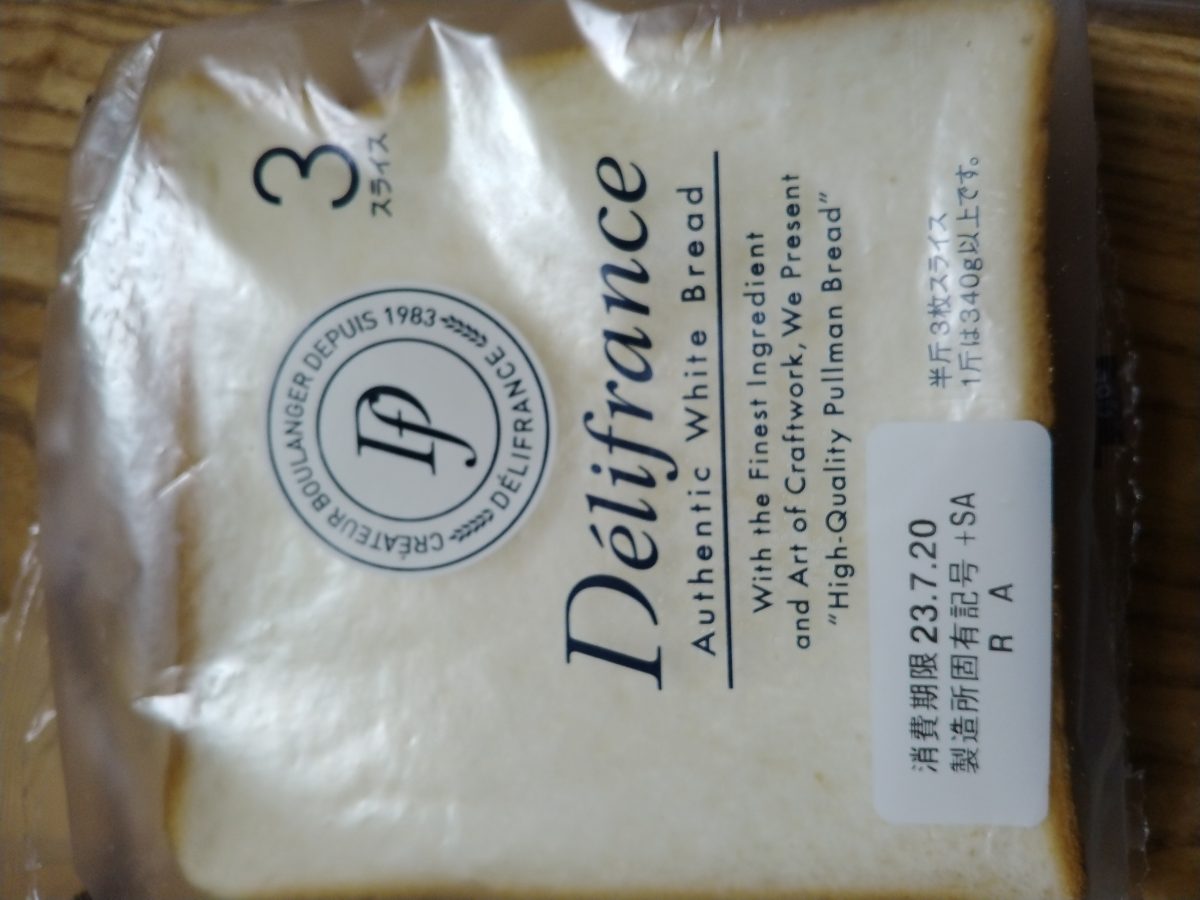 3
スライス
CRÉATEUR BOULANGER DEPUIS 1983
DÉLIFRANCE
Df
Délifrance
Authentic White Bread
With the Finest Ingredient
and Art of Craftwork, We Present
“High-Quality Pullman Bread”
半斤3枚スライス
1斤は340g以上です。
消費期限 23.7.20
製造所固有記号 +SA
R A